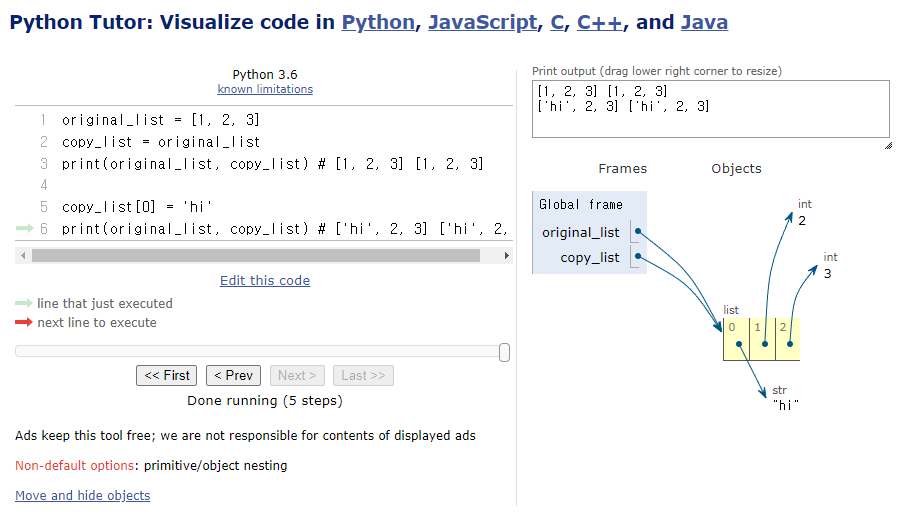 Python Tutor: Visualize code in Python, JavaScript, C, C++, and Java
Python 3.6
known limitations
1 original_list = [1, 2, 3]
2 copy_list = original_list
3 print(original_list, copy_list) # [1, 2, 3] [1, 2, 3]
4
5 copy_list[0] = 'hi'
6 print(original_list, copy_list) # ['hi', 2, 3] ['hi', 2,
Edit this code
line that just executed
next line to execute
<< First < Prev Next > Last >>
Done running (5 steps)
Ads keep this tool free; we are not responsible for contents of displayed ads
Non-default options: primitive/object nesting
Move and hide objects
Print output (drag lower right corner to resize)
[1, 2, 3] [1, 2, 3]
['hi', 2, 3] ['hi', 2, 3]
Frames Objects
Global frame
original_list
copy_list
int
2
int
3
list
0 1 2
str
"hi"